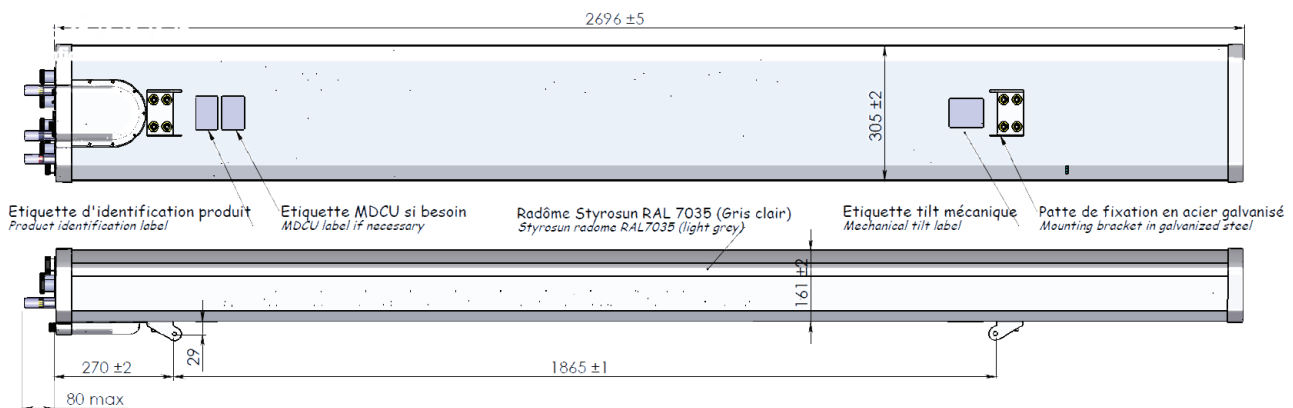 2696 ±5
305 ±2
Etiquette d'identification produit
Product identification label
Etiquette MDCU si besoin
MDCU label if necessary
Radôme Styrosun RAL 7035 (Gris clair)
Styrosun radome RAL7035 (light grey)
Etiquette tilt mécanique
Mechanical tilt label
Patte de fixation en acier galvanisé
Mounting bracket in galvanized steel
161 ±2
29
270 ±2
1865 ±1
80 max